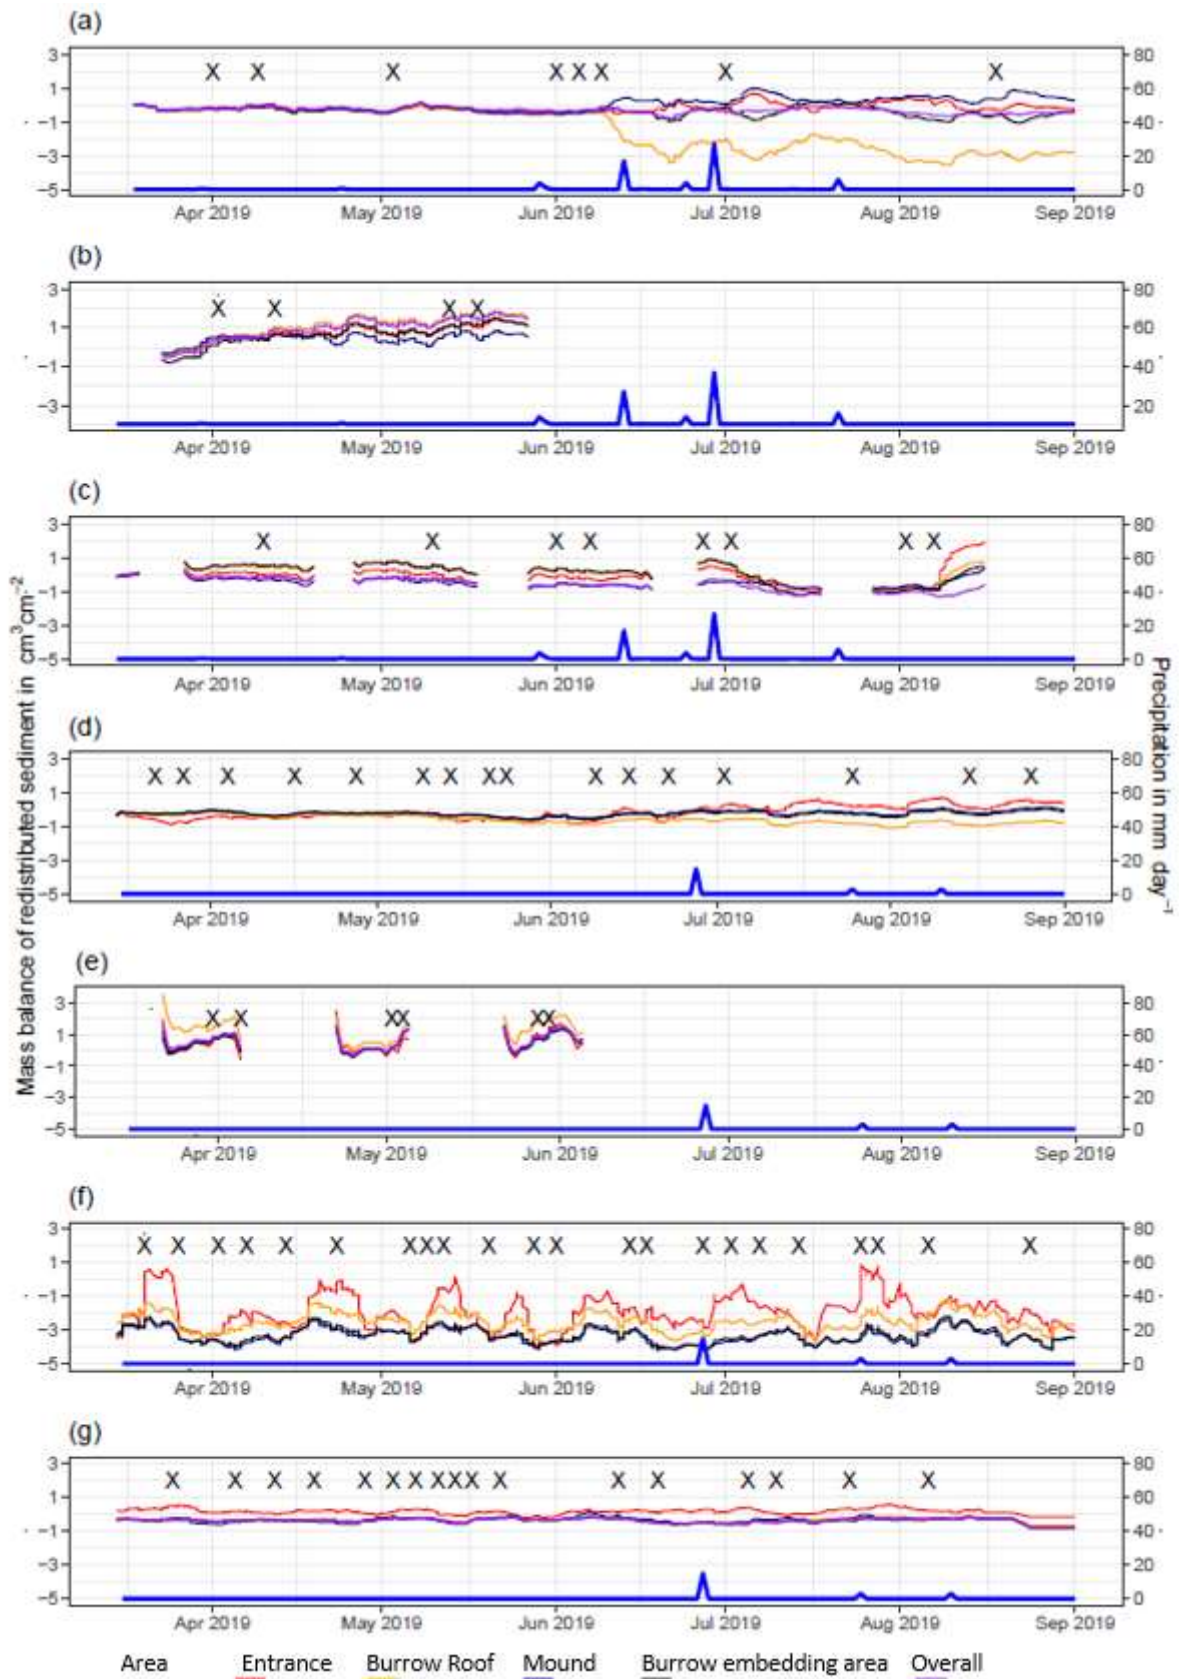 (a)
3 X X X X X X X X 80
1 60
-1 40
-3 20
-5 0
Apr 2019 May 2019 Jun 2019 Jul 2019 Aug 2019 Sep 2019
(b)
3 X X X X 80
1 60
-1 40
-3 20
Apr 2019 May 2019 Jun 2019 Jul 2019 Aug 2019 Sep 2019
(c)
3 X X X X X X X X 80
1 60
-1 40
-3 20
-5 0
Apr 2019 May 2019 Jun 2019 Jul 2019 Aug 2019 Sep 2019
Mass balance of redistributed sediment in cm³cm⁻²
Precipitation in mm day⁻¹
(d)
3 X X X X X X X X X X X X X X X X 80
1 60
-1 40
-3 20
-5 0
Apr 2019 May 2019 Jun 2019 Jul 2019 Aug 2019 Sep 2019
(e)
3 X X X X X X 80
1 60
-1 40
-3 20
-5 0
Apr 2019 May 2019 Jun 2019 Jul 2019 Aug 2019 Sep 2019
(f)
3 X X X X X X X X X X X X X X X X X X X X X X 80
1 60
-1 40
-3 20
-5 0
Apr 2019 May 2019 Jun 2019 Jul 2019 Aug 2019 Sep 2019
(g)
3 X X X X X X X X X X X X X X X X X 80
1 60
-1 40
-3 20
-5 0
Apr 2019 May 2019 Jun 2019 Jul 2019 Aug 2019 Sep 2019
Area Entrance Burrow Roof Mound Burrow embedding area Overall